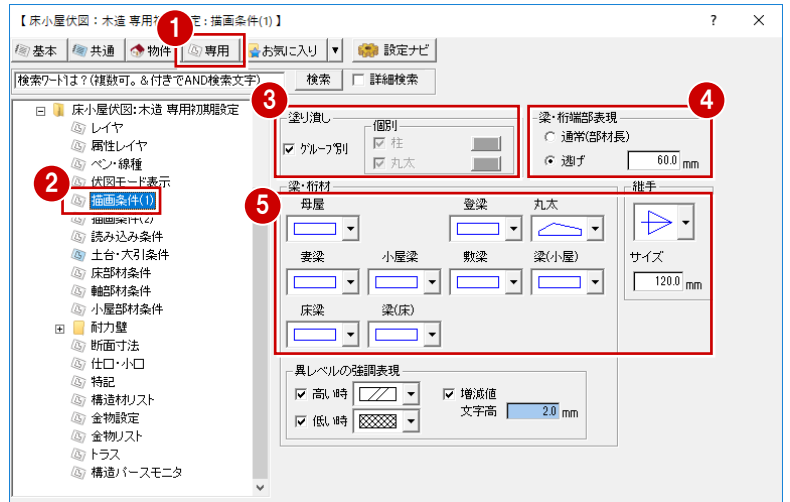 【 床小屋伏図：木造 専用初期設定：描画条件(1) 】 ? ×
1
基本 共通 物件 専用 お気に入り ▼ 設定ナビ
検索ワードは？(複数可。＆付きでAND検索文字) 検索 詳細検索
床小屋伏図：木造 専用初期設定
レイヤ
属性レイヤ
ペン・線種
伏図モード表示
2
描画条件(1)
描画条件(2)
読み込み条件
土台・大引条件
床部材条件
軸部材条件
小屋部材条件
耐力壁
断面寸法
仕口・小口
特記
構造材リスト
金物設定
金物リスト
トラス
構造パースモニタ
3
塗り潰し
グループ別
個別
柱
丸太
4
梁・桁端部表現
通常(部材長)
逃げ 60.0 mm
5
梁・桁材
母屋 登梁 丸太
妻梁 小屋梁 敷梁 梁(小屋)
床梁 梁(床)
継手
サイズ
120.0 mm
異レベルの強調表現
高い時
低い時
増減値
文字高 2.0 mm